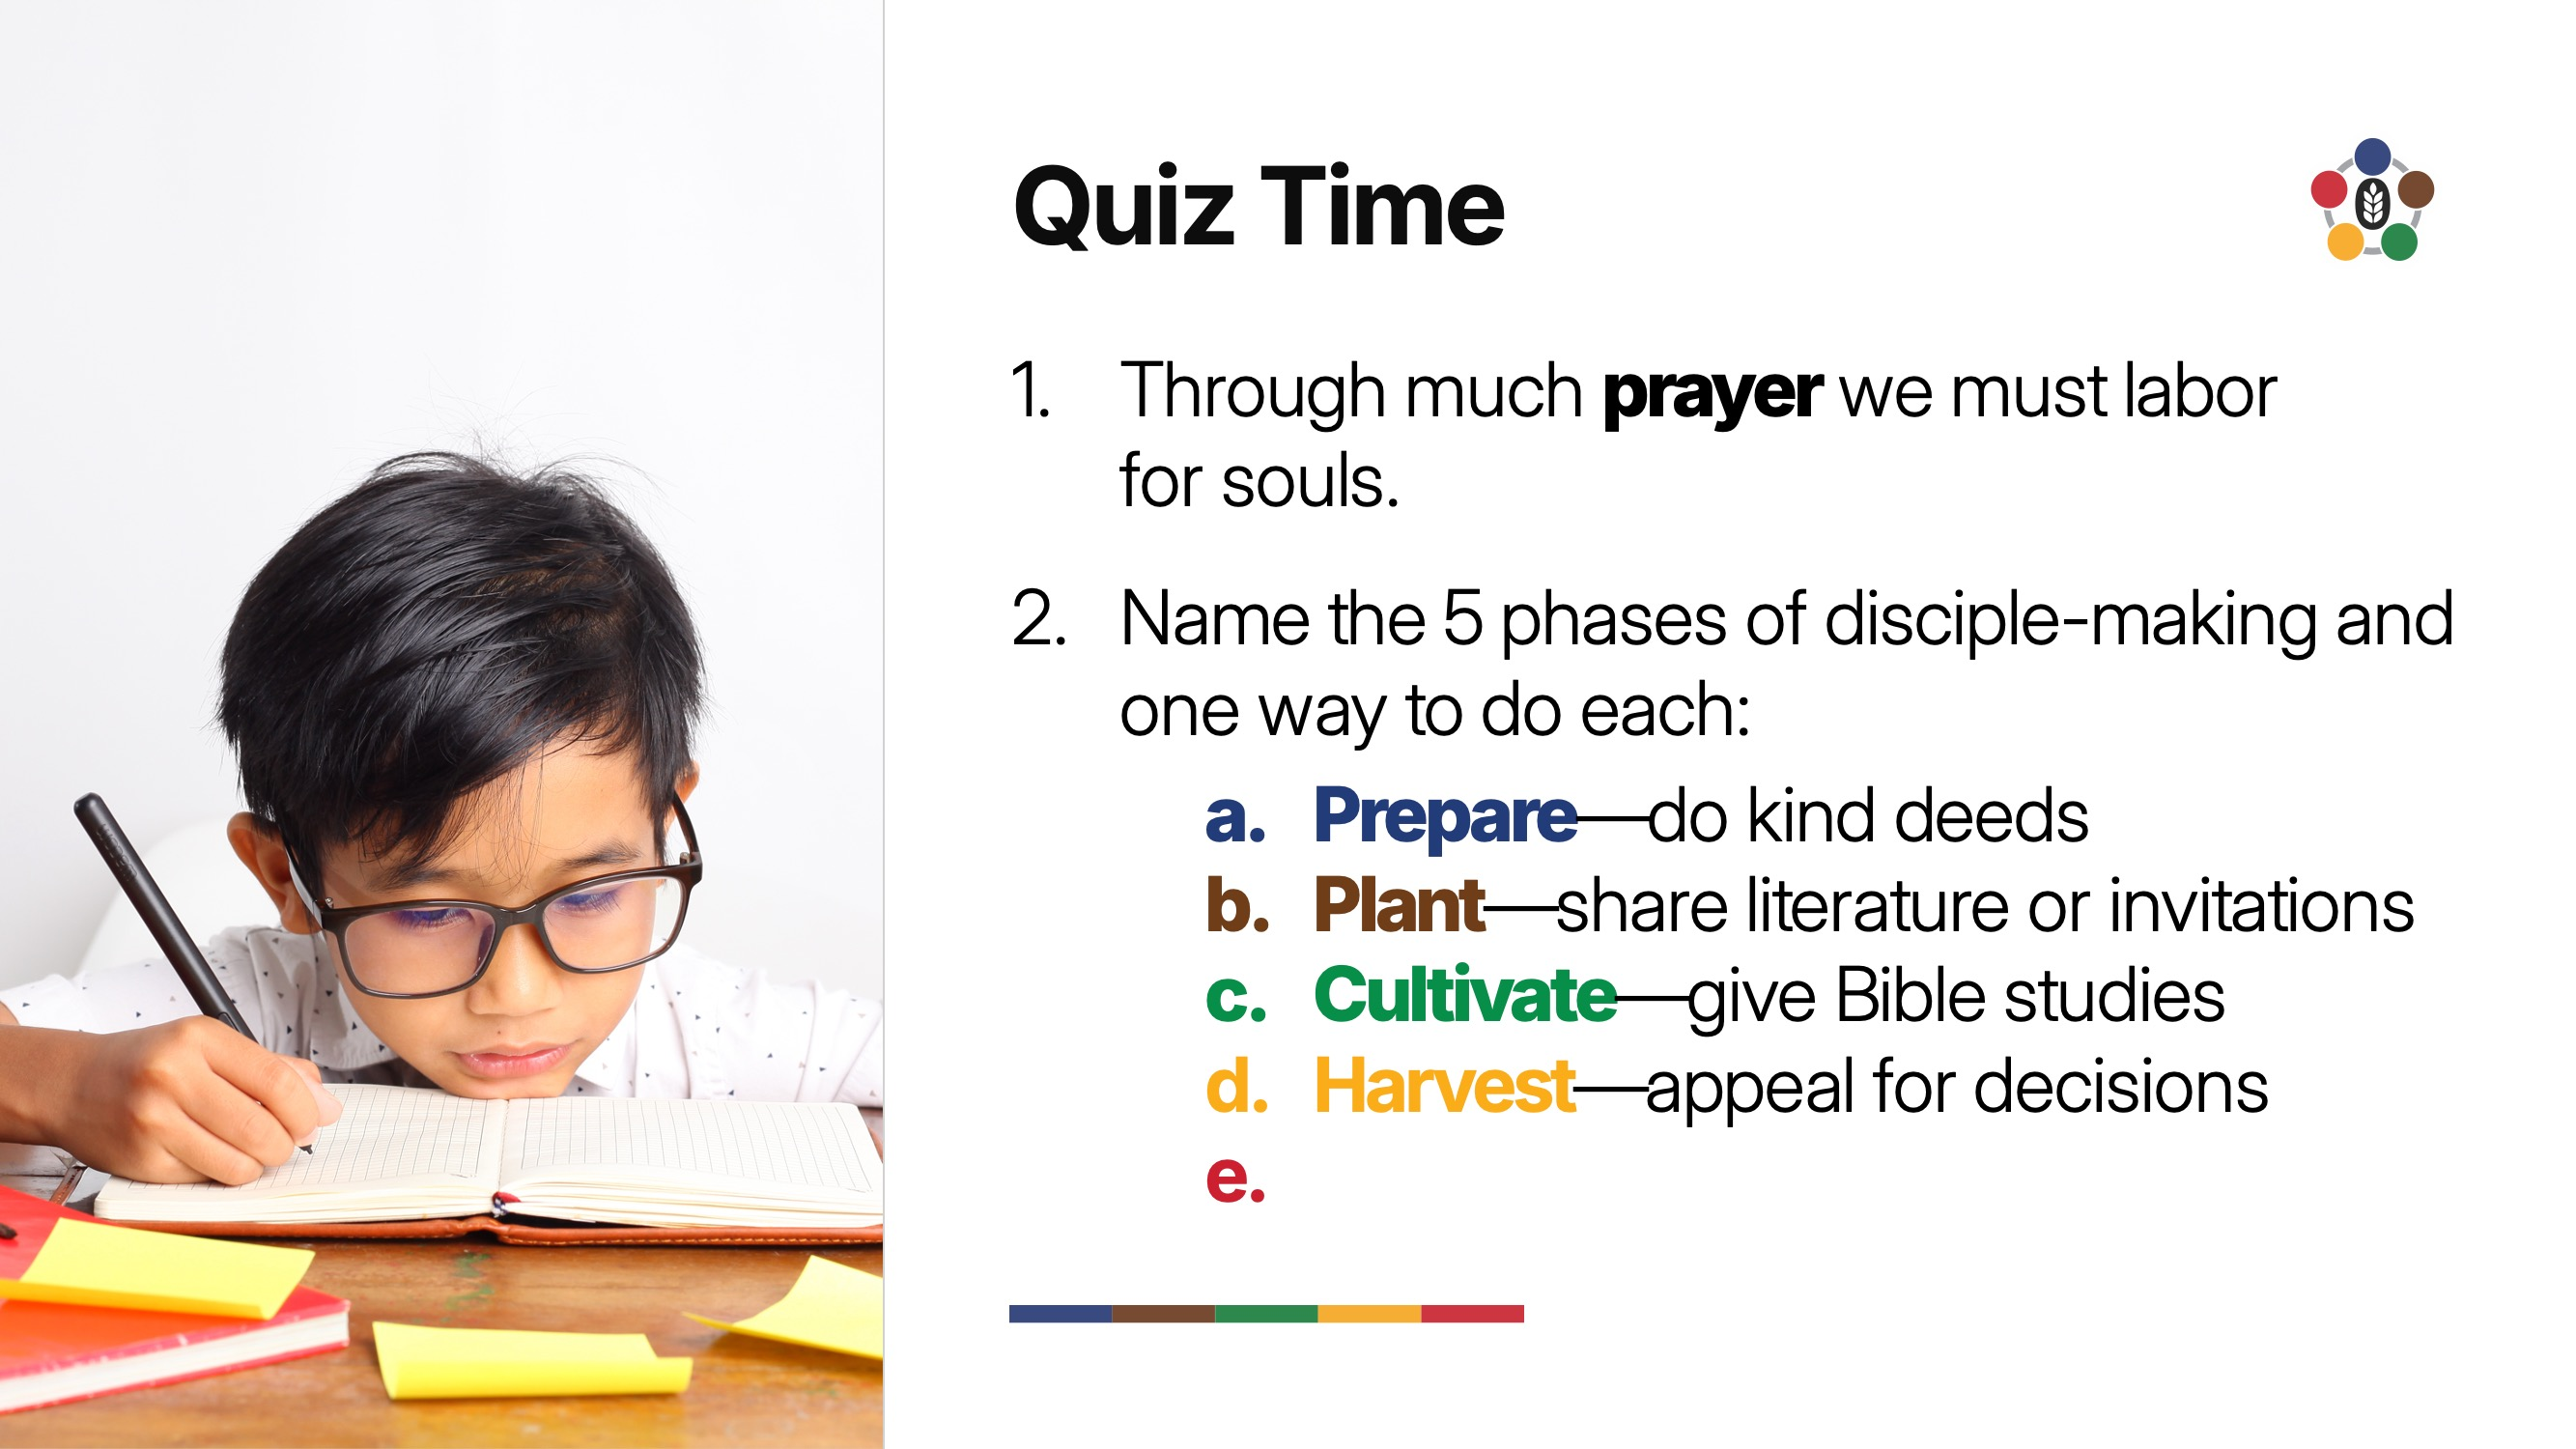 Quiz Time
1. Through much prayer we must labor
for souls.
2. Name the 5 phases of disciple-making and
one way to do each:
a. Prepare—do kind deeds
b. Plant—share literature or invitations
c. Cultivate—give Bible studies
d. Harvest—appeal for decisions
e.